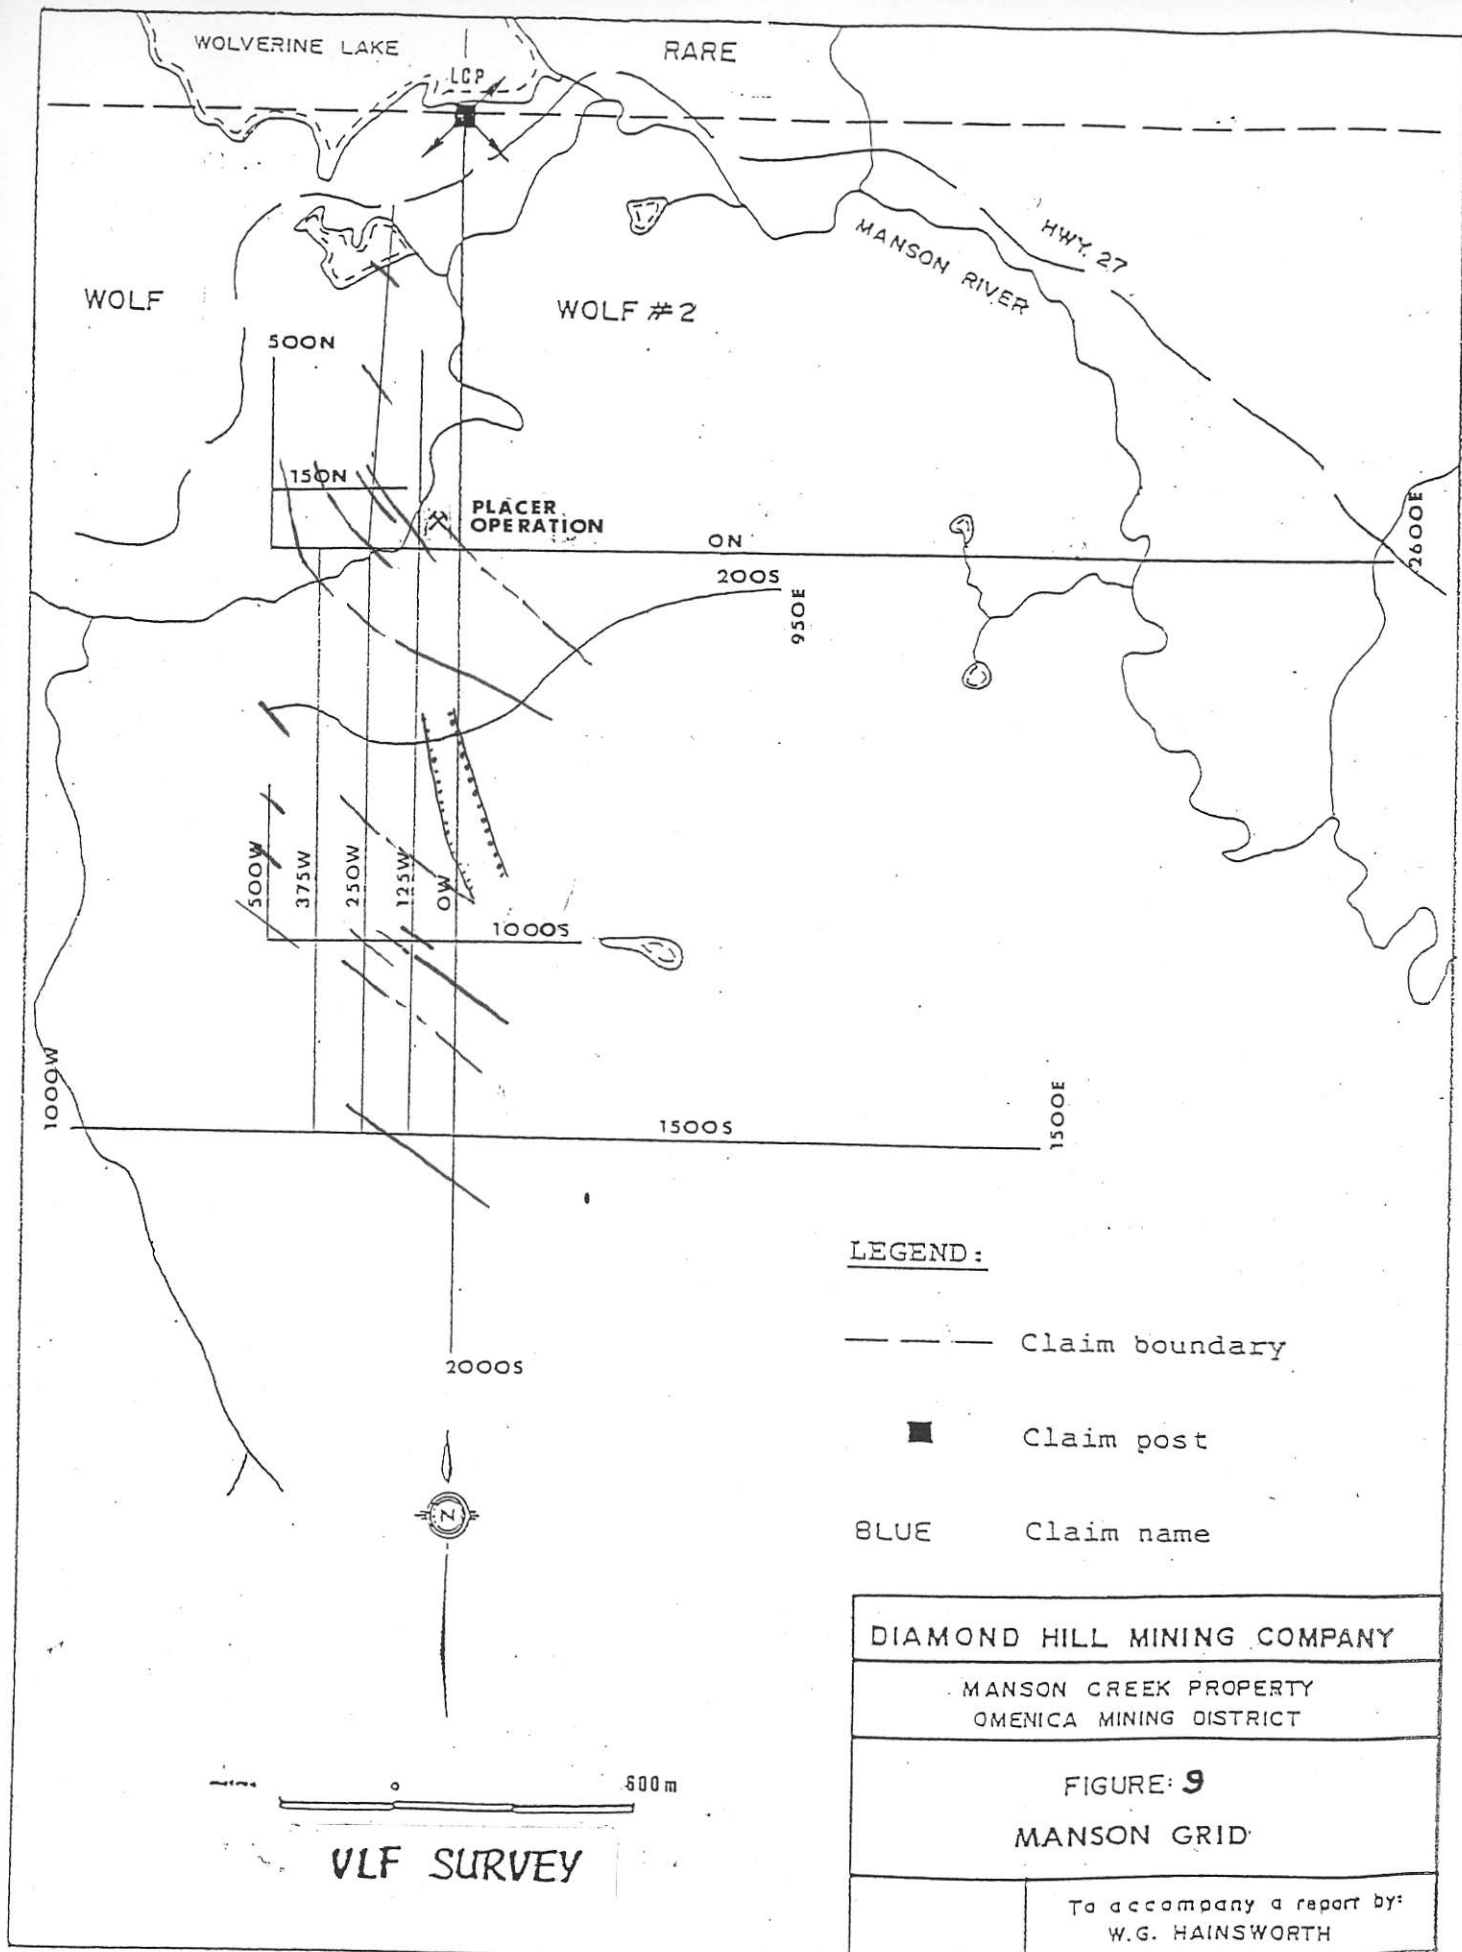 WOLVERINE LAKE
RARE
LCP
HWY. 27
MANSON RIVER
WOLF
WOLF #2
500N
150N
PLACER
OPERATION
0N
2600E
200S
950E
500W
375W
250W
125W
0W
1000S
1000W
1500S
1500E
2000S
LEGEND:
Claim boundary
Claim post
BLUE Claim name
N
DIAMOND HILL MINING COMPANY
MANSON CREEK PROPERTY
OMENICA MINING DISTRICT
FIGURE: 9
MANSON GRID
To accompany a report by:
W.G. HAINSWORTH
0 600m
VLF SURVEY